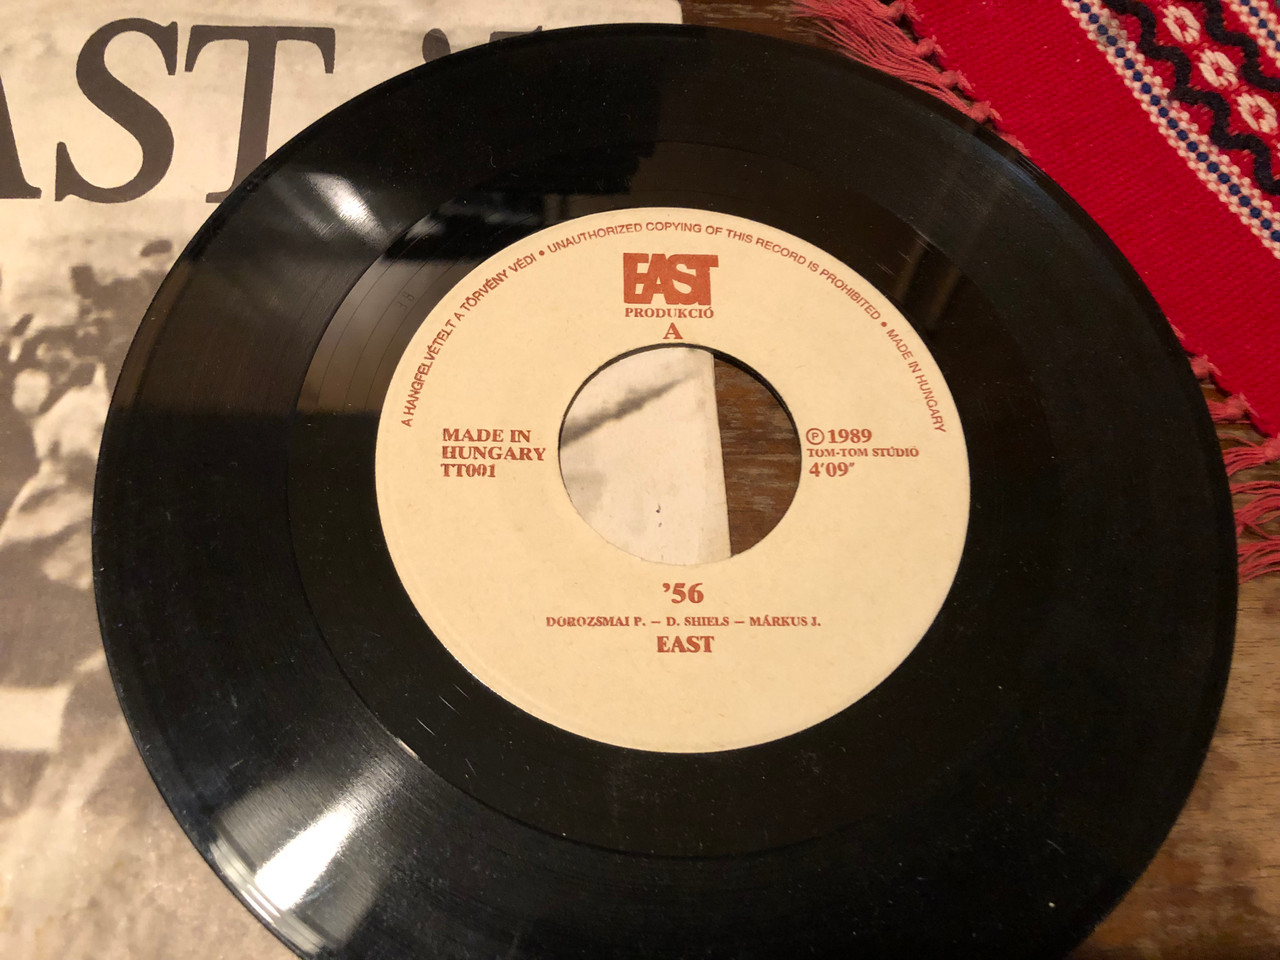 AST '5
A HANGFELVÉTELT A TÖRVÉNY VÉDI • UNAUTHORIZED COPYING OF THIS RECORD IS PROHIBITED • MADE IN HUNGARY
EAST
PRODUKCIÓ
A
MADE IN
HUNGARY
TT001
Ⓟ 1989
TOM-TOM STÚDIÓ
4'09"
'56
DOROZSMAI P. – D. SHIELS – MÁRKUS J.
EAST